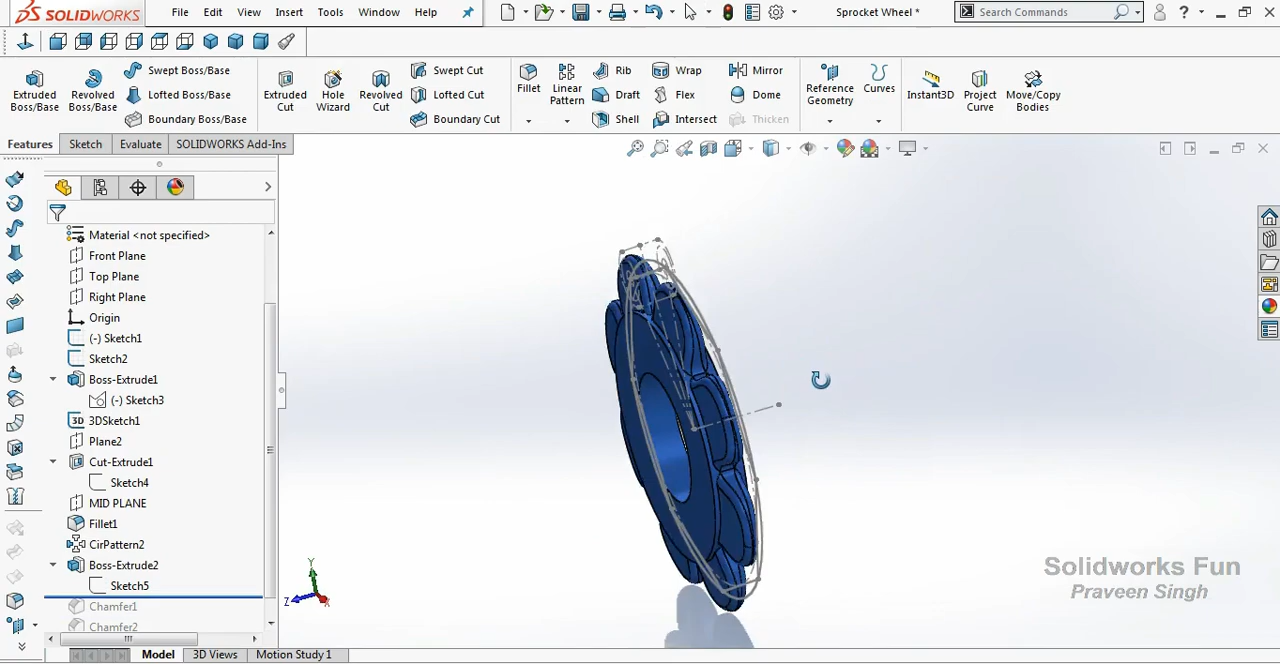 SOLIDWORKS File Edit View Insert Tools Window Help Sprocket Wheel * Search Commands ?
Extruded Boss/Base
Revolved Boss/Base
Swept Boss/Base
Lofted Boss/Base
Boundary Boss/Base
Extruded Cut
Hole Wizard
Revolved Cut
Swept Cut
Lofted Cut
Boundary Cut
Fillet
Linear Pattern
Rib
Draft
Shell
Wrap
Flex
Intersect
Mirror
Dome
Thicken
Reference Geometry
Curves
Instant3D
Project Curve
Move/Copy Bodies
Features Sketch Evaluate SOLIDWORKS Add-Ins
Material <not specified>
Front Plane
Top Plane
Right Plane
Origin
(-) Sketch1
Sketch2
Boss-Extrude1
(-) Sketch3
3D 3DSketch1
Plane2
Cut-Extrude1
Sketch4
MID PLANE
Fillet1
CirPattern2
Boss-Extrude2
Sketch5
Chamfer1
Chamfer2
Y
Z
X
Solidworks Fun
Praveen Singh
Model 3D Views Motion Study 1